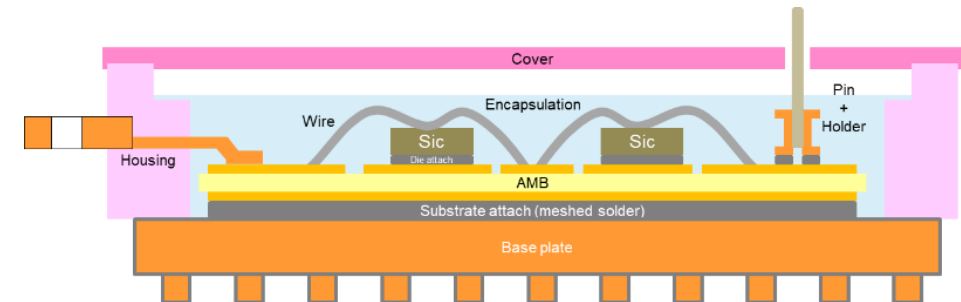 Cover
Encapsulation
Pin
+
Holder
Wire
Sic
Sic
Die attach
Housing
AMB
Substrate attach (meshed solder)
Base plate